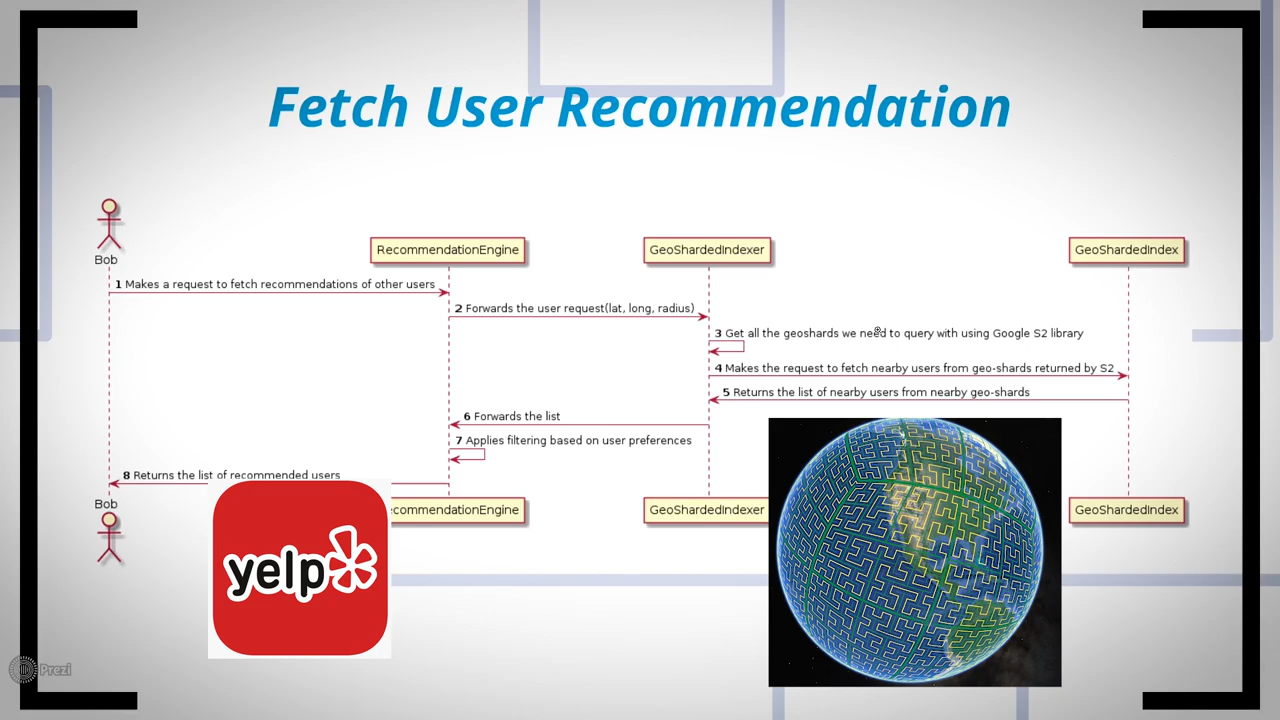 Fetch User Recommendation
Bob
RecommendationEngine
GeoShardedIndexer
GeoShardedIndex
1 Makes a request to fetch recommendations of other users
2 Forwards the user request(lat, long, radius)
3 Get all the geoshards we need to query with using Google S2 library
4 Makes the request to fetch nearby users from geo-shards returned by S2
5 Returns the list of nearby users from nearby geo-shards
6 Forwards the list
7 Applies filtering based on user preferences
8 Returns the list of recommended users
Bob
ecommendationEngine
GeoShardedIndexer
GeoShardedIndex
yelp
Prezi